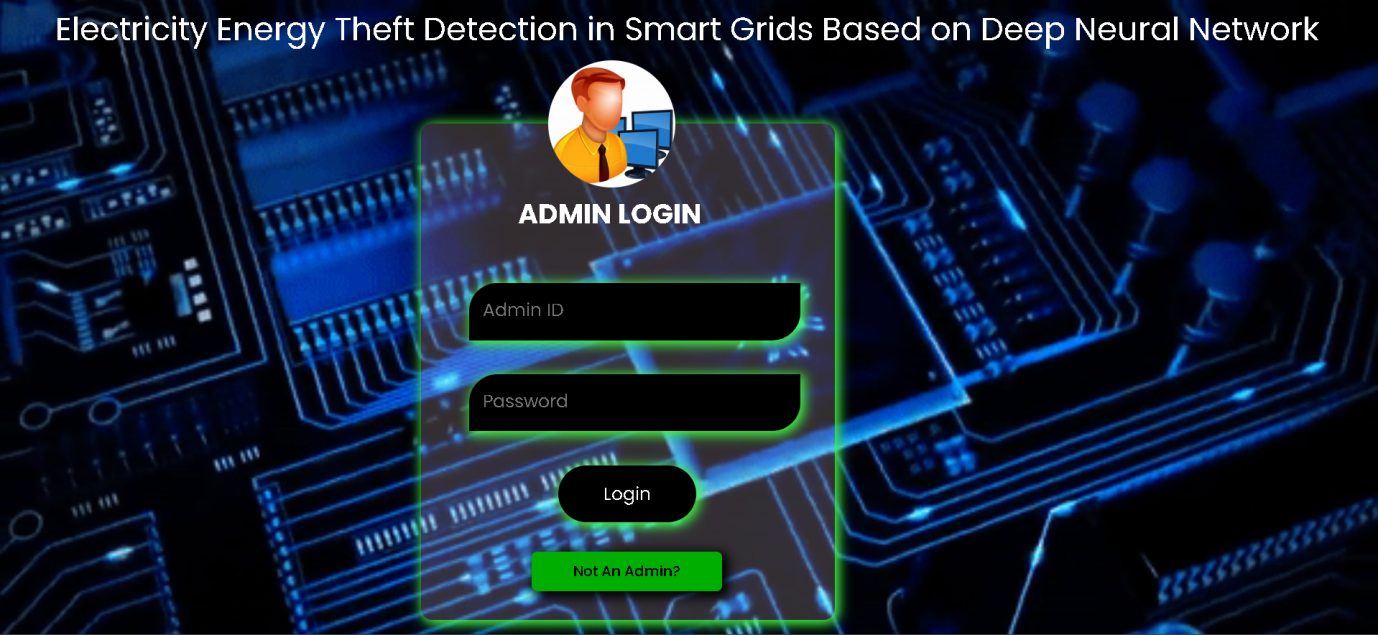 Electricity Energy Theft Detection in Smart Grids Based on Deep Neural Network
ADMIN LOGIN
Admin ID
Password
Login
Not An Admin?